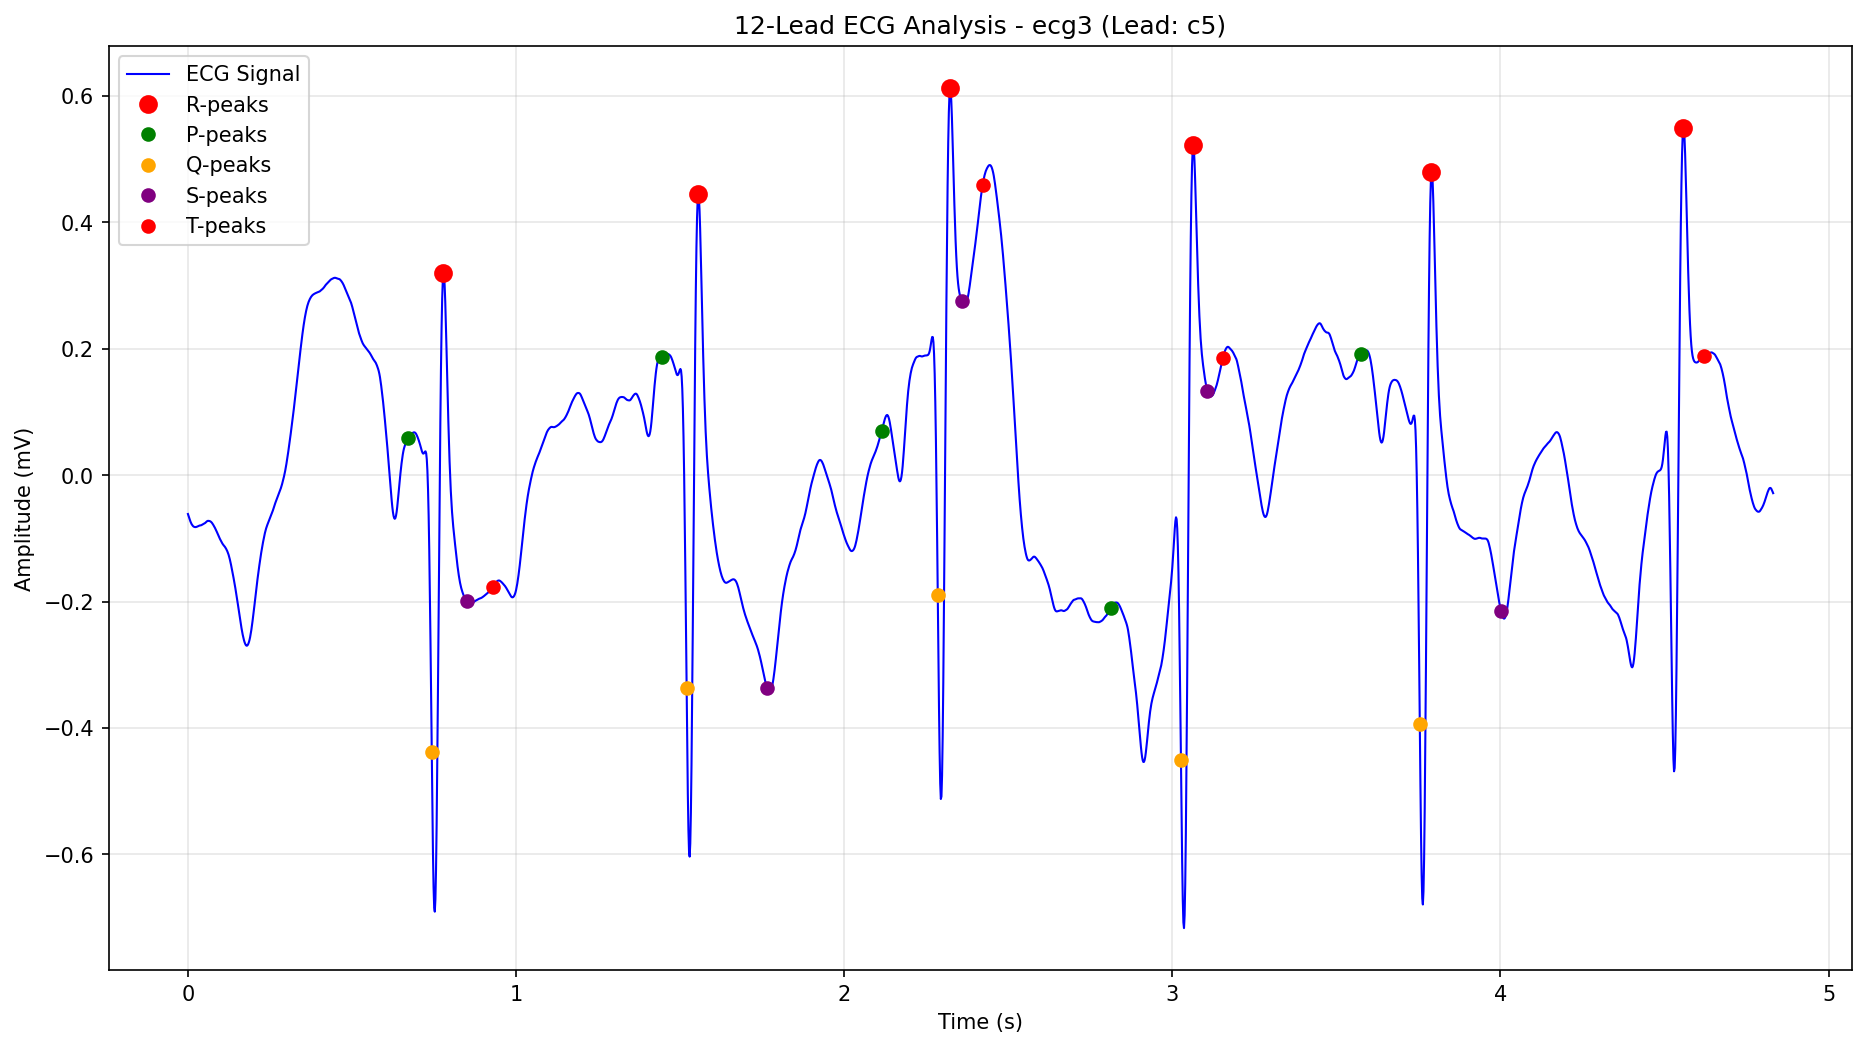 12-Lead ECG Analysis - ecg3 (Lead: c5)
ECG Signal
R-peaks
P-peaks
Q-peaks
S-peaks
T-peaks
Amplitude (mV)
0.6
0.4
0.2
0.0
−0.2
−0.4
−0.6
0 1 2 3 4 5
Time (s)